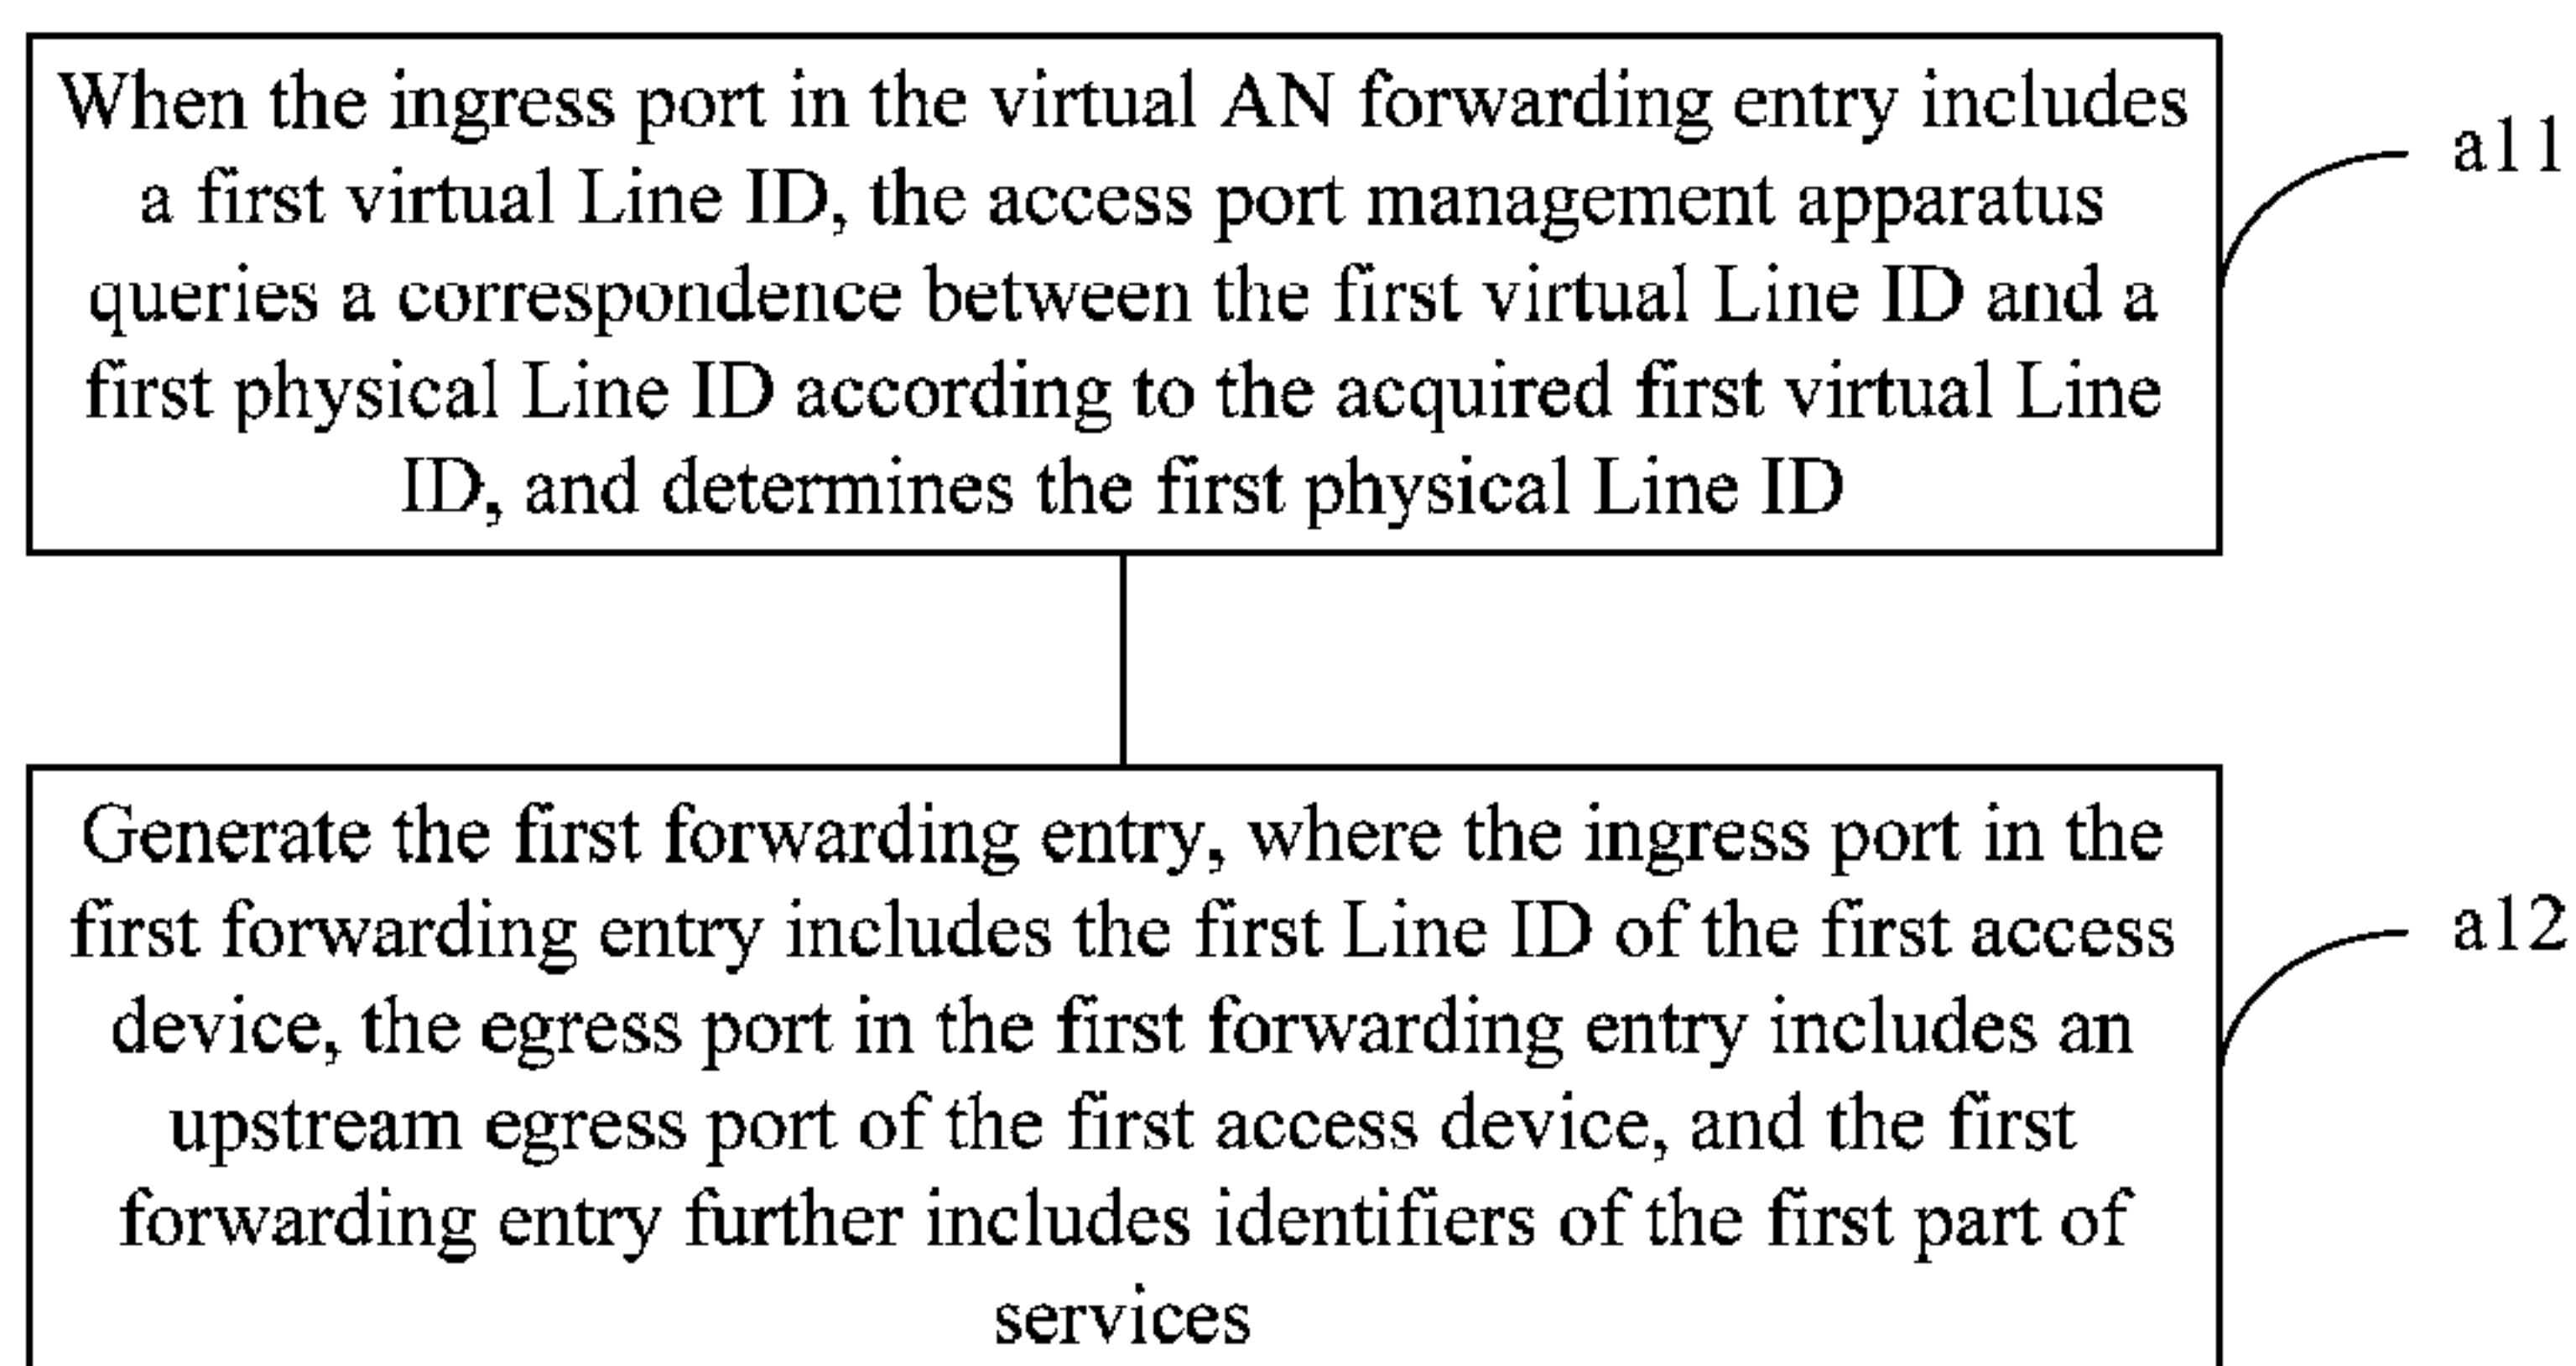 When the ingress port in the virtual AN forwarding entry includes
a first virtual Line ID, the access port management apparatus
queries a correspondence between the first virtual Line ID and a
first physical Line ID according to the acquired first virtual Line
ID, and determines the first physical Line ID
a11
Generate the first forwarding entry, where the ingress port in the
first forwarding entry includes the first Line ID of the first access
device, the egress port in the first forwarding entry includes an
upstream egress port of the first access device, and the first
forwarding entry further includes identifiers of the first part of
services
a12